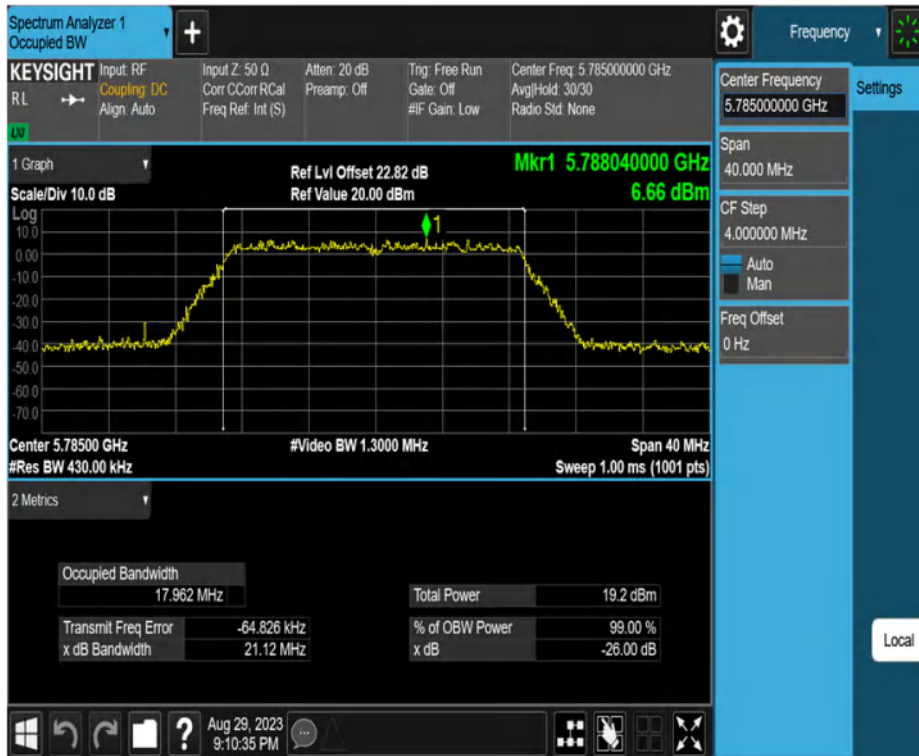 Spectrum Analyzer 1
Occupied BW
+
Frequency
KEYSIGHT
RL
LXI
Input: RF
Coupling: DC
Align: Auto
Input Z: 50 Ω
Corr CCorr RCal
Freq Ref: Int (S)
Atten: 20 dB
Preamp: Off
Trig: Free Run
Gate: Off
#IF Gain: Low
Center Freq: 5.785000000 GHz
Avg|Hold: 30/30
Radio Std: None
Center Frequency
5.785000000 GHz
Settings
Span
40.000 MHz
CF Step
4.000000 MHz
Auto
Man
Freq Offset
0 Hz
Local
1 Graph
Scale/Div 10.0 dB
Ref Lvl Offset 22.82 dB
Ref Value 20.00 dBm
Mkr1 5.788040000 GHz
6.66 dBm
Log
10.0
0.00
-10.0
-20.0
-30.0
-40.0
-50.0
-60.0
-70.0
1
Center 5.78500 GHz
#Video BW 1.3000 MHz
Span 40 MHz
#Res BW 430.00 kHz
Sweep 1.00 ms (1001 pts)
2 Metrics
Occupied Bandwidth
17.962 MHz
Total Power 19.2 dBm
Transmit Freq Error -64.826 kHz
% of OBW Power 99.00 %
x dB Bandwidth 21.12 MHz
x dB -26.00 dB
?
Aug 29, 2023
9:10:35 PM